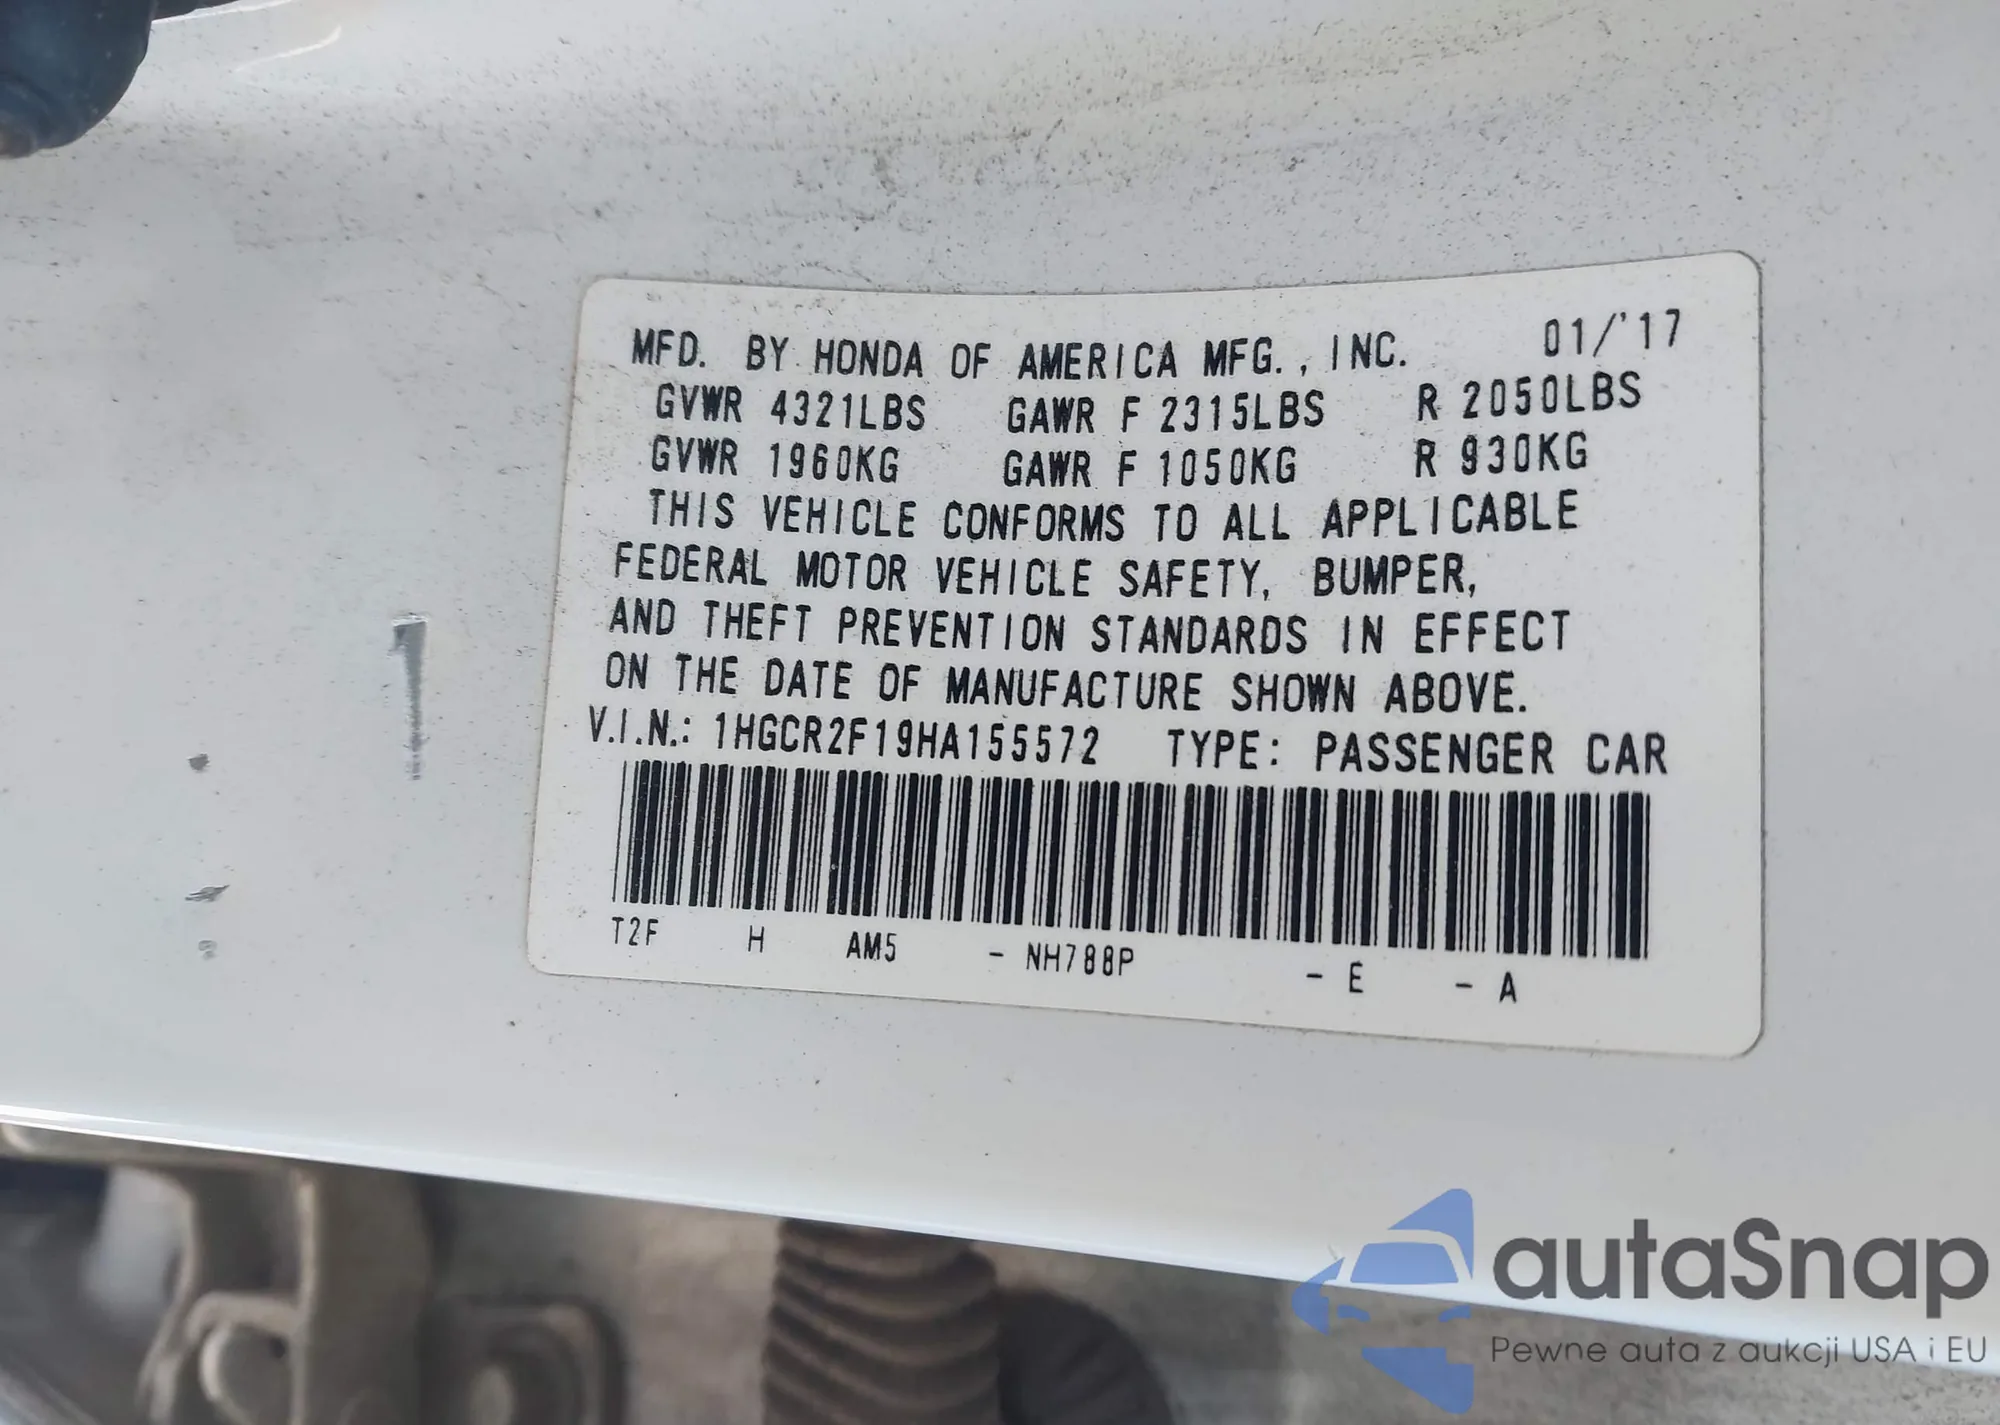 MFD. BY HONDA OF AMERICA MFG., INC. 01/'17
GVWR 4321LBS GAWR F 2315LBS R 2050LBS
GVWR 1960KG GAWR F 1050KG R 930KG
THIS VEHICLE CONFORMS TO ALL APPLICABLE
FEDERAL MOTOR VEHICLE SAFETY, BUMPER,
AND THEFT PREVENTION STANDARDS IN EFFECT
ON THE DATE OF MANUFACTURE SHOWN ABOVE.
V.I.N.: 1HGCR2F19HA155572 TYPE: PASSENGER CAR
T2F H AM5 - NH788P - E - A
autaSnap
Pewne auta z aukcji USA i EU